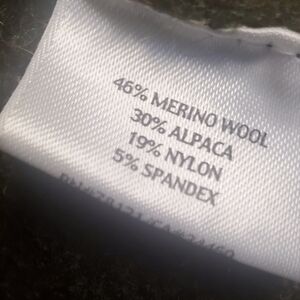 46% MERINO WOOL
30% ALPACA
19% NYLON
5% SPANDEX